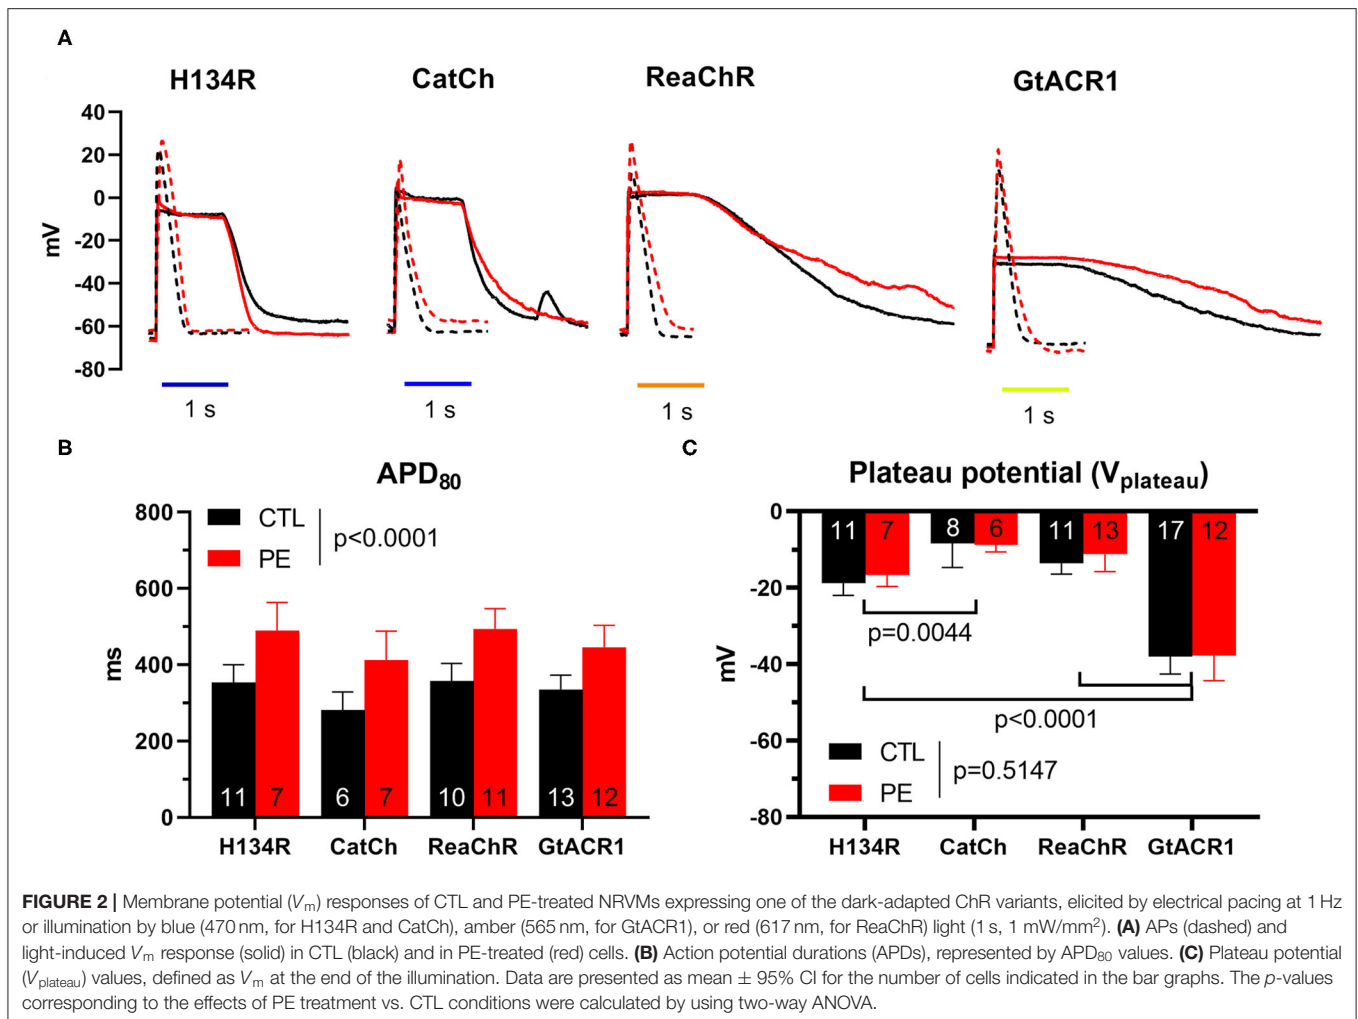 A
H134R
CatCh
ReaChR
GtACR1
40
20
0
-20
-40
-60
-80
mV
1 s
1 s
1 s
1 s
B
APD80
800
600
400
200
0
ms
CTL
PE
p<0.0001
11
7
6
7
10
11
13
12
H134R
CatCh
ReaChR
GtACR1
C
Plateau potential (Vplateau)
0
-20
-40
-60
-80
mV
11
7
8
6
11
13
17
12
p=0.0044
p<0.0001
CTL
PE
p=0.5147
H134R
CatCh
ReaChR
GtACR1
FIGURE 2 | Membrane potential (Vm) responses of CTL and PE-treated NRVMs expressing one of the dark-adapted ChR variants, elicited by electrical pacing at 1 Hz
or illumination by blue (470 nm, for H134R and CatCh), amber (565 nm, for GtACR1), or red (617 nm, for ReaChR) light (1 s, 1 mW/mm²). (A) APs (dashed) and
light-induced Vm response (solid) in CTL (black) and in PE-treated (red) cells. (B) Action potential durations (APDs), represented by APD80 values. (C) Plateau potential
(Vplateau) values, defined as Vm at the end of the illumination. Data are presented as mean ± 95% CI for the number of cells indicated in the bar graphs. The p-values
corresponding to the effects of PE treatment vs. CTL conditions were calculated by using two-way ANOVA.